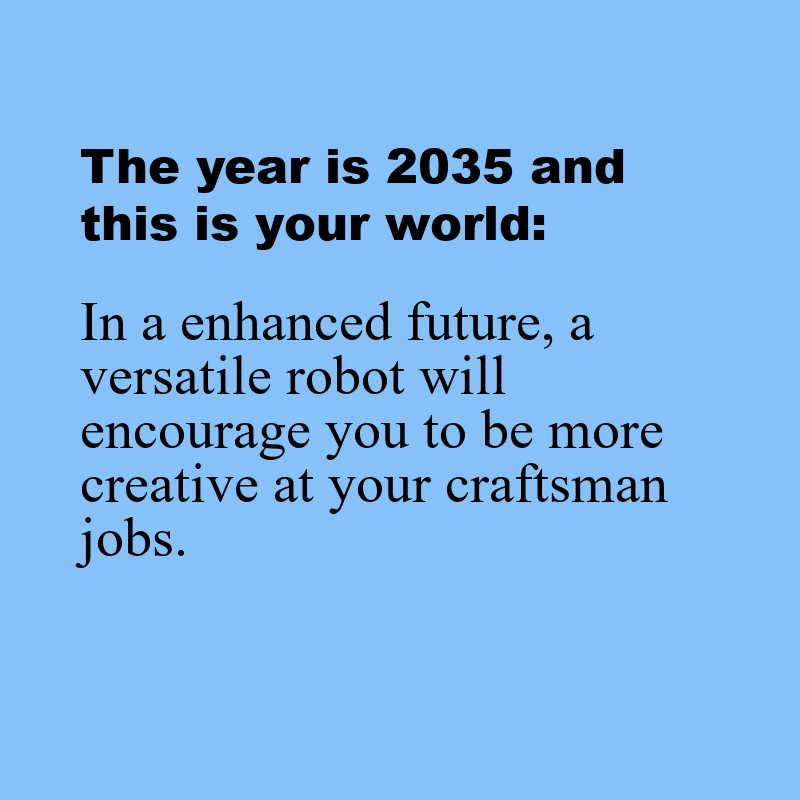 The year is 2035 and
this is your world:
In a enhanced future, a
versatile robot will
encourage you to be more
creative at your craftsman
jobs.